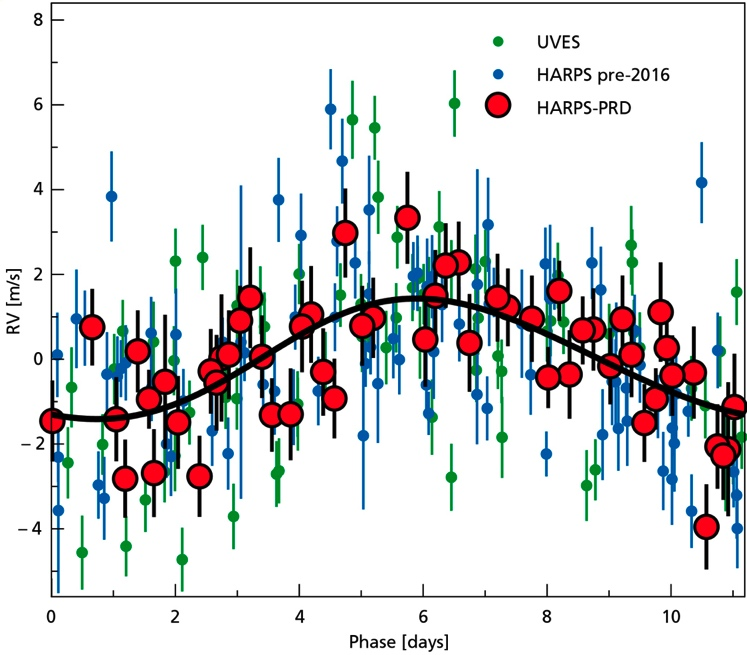 8
6
4
2
0
−2
−4
RV [m/s]
UVES
HARPS pre-2016
HARPS-PRD
0 2 4 6 8 10
Phase [days]